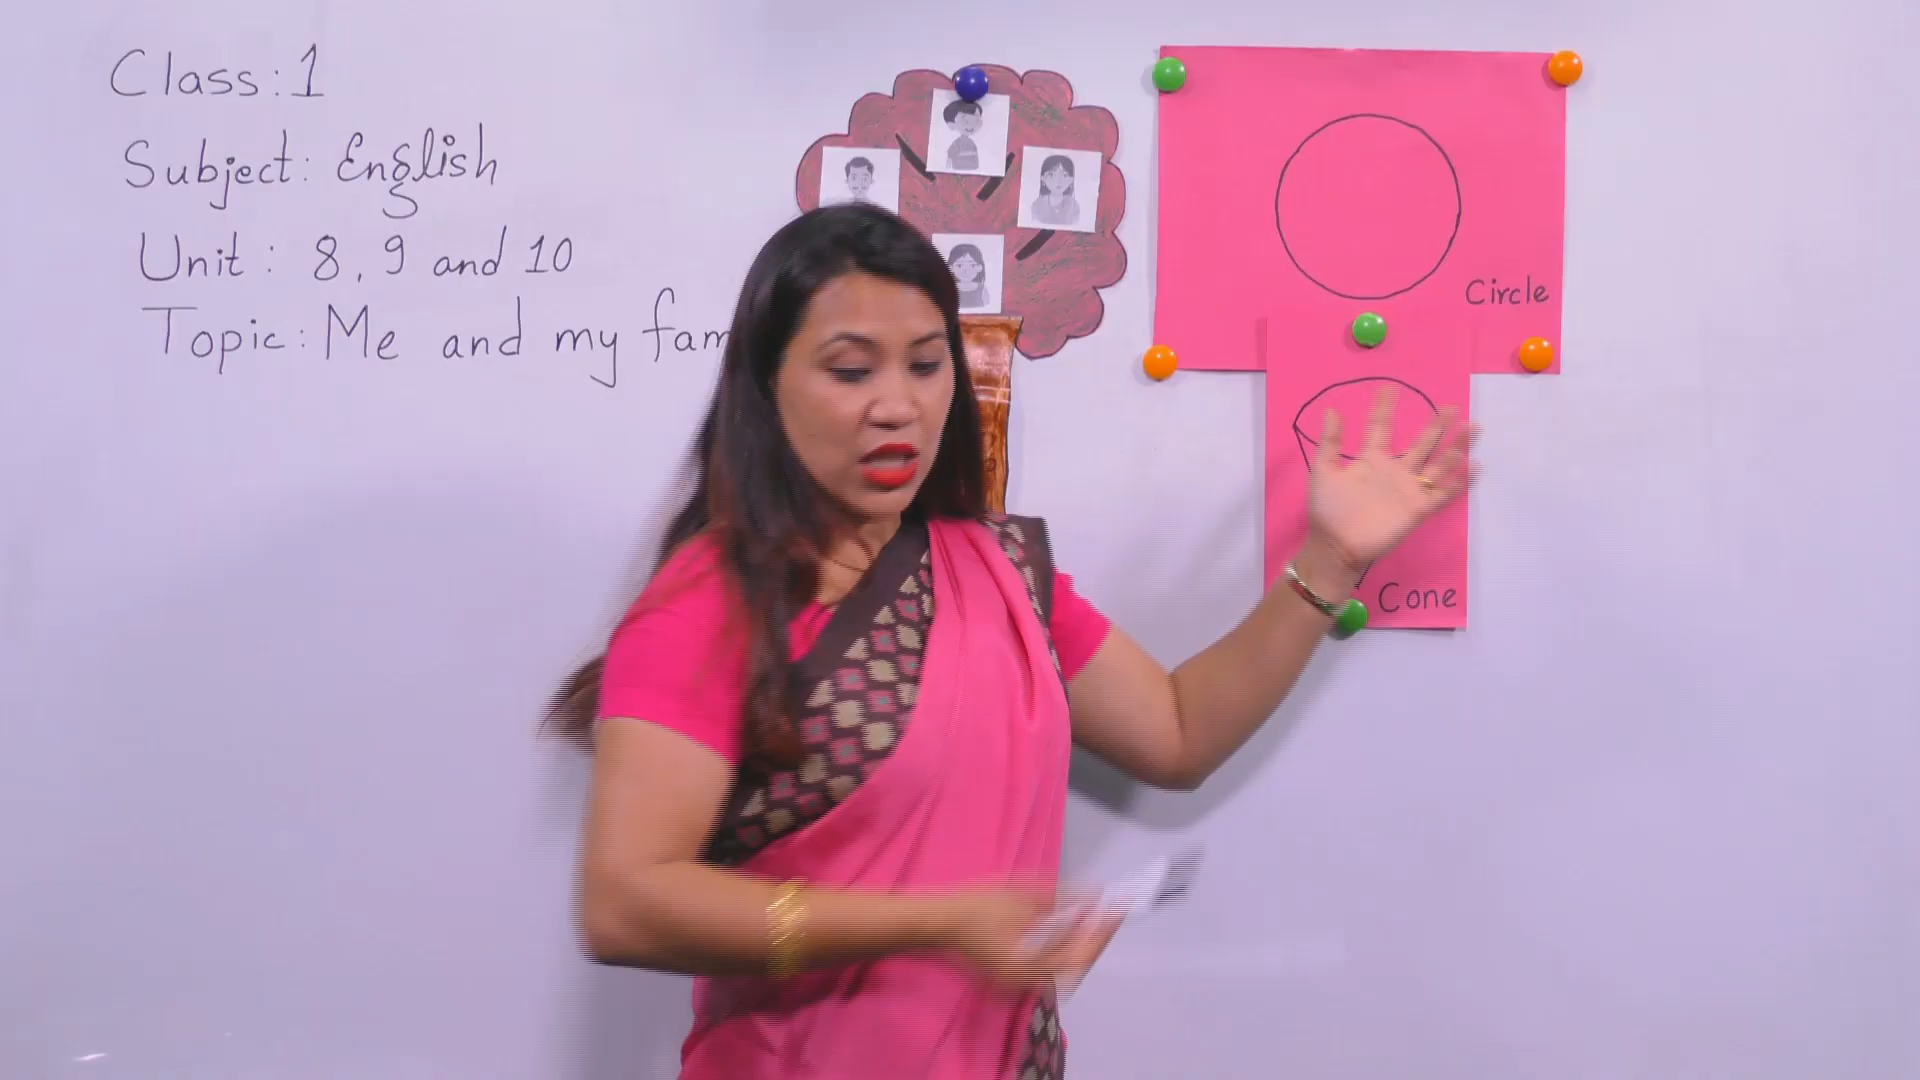 Class: 1
Subject: English
Unit: 8, 9 and 10
Topic: Me and my fam
Circle
Cone